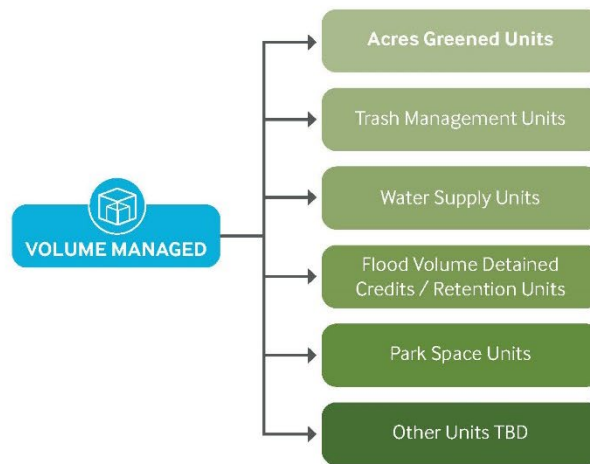 Acres Greened Units
Trash Management Units
Water Supply Units
VOLUME MANAGED
Flood Volume Detained
Credits / Retention Units
Park Space Units
Other Units TBD